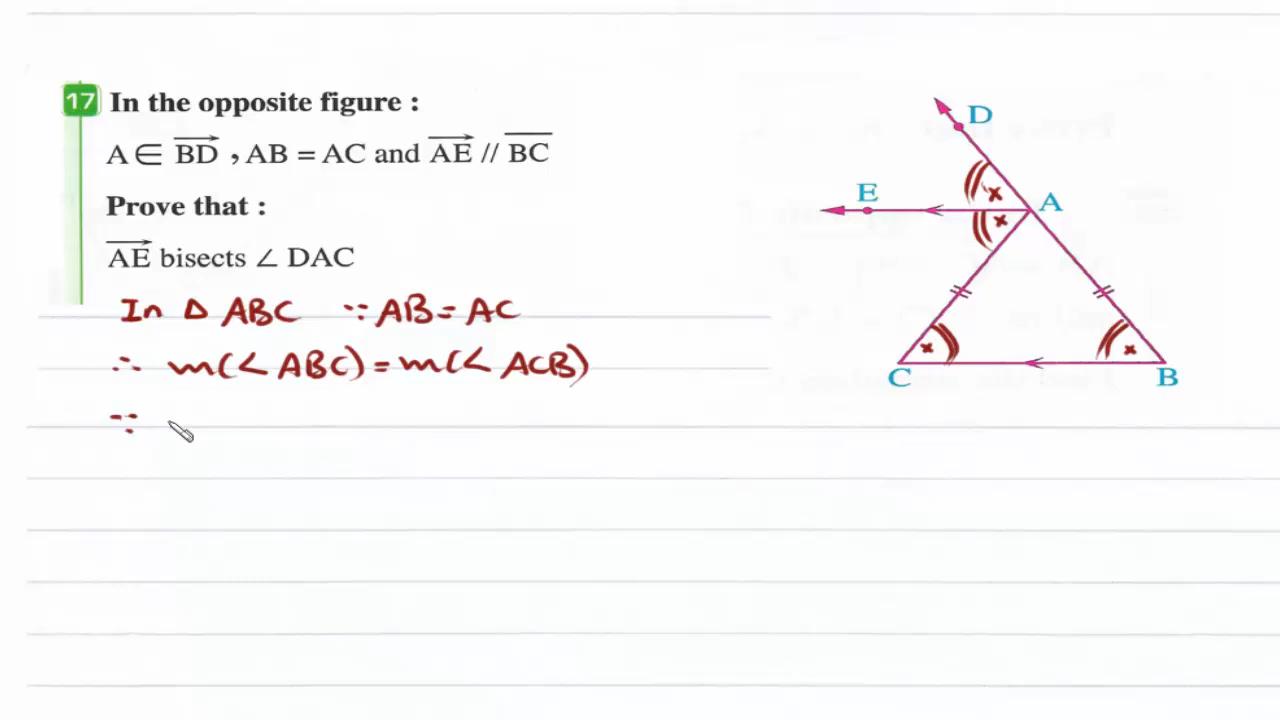 17 In the opposite figure :
A ∈ BD , AB = AC and AE // BC
Prove that :
AE bisects ∠ DAC
In Δ ABC ∵ AB = AC
∴ m(∠ ABC) = m(∠ ACB)
∵
D
E
A
x
x
x
x
C
B